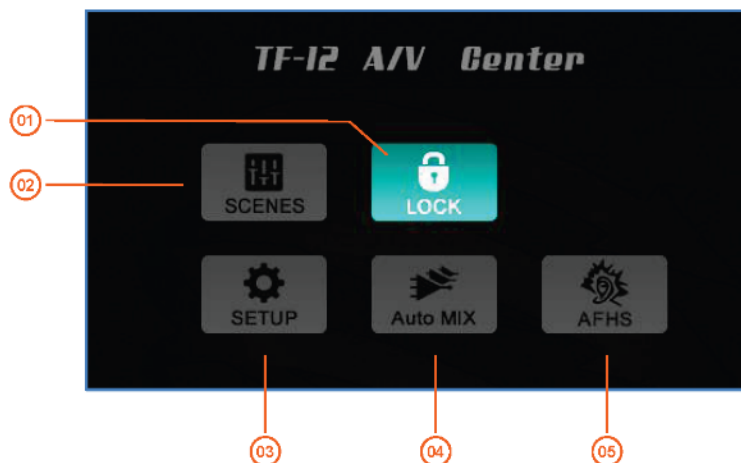 TF-12 A/V Center
01
02
SCENES
LOCK
SETUP
Auto MIX
AFHS
03
04
05